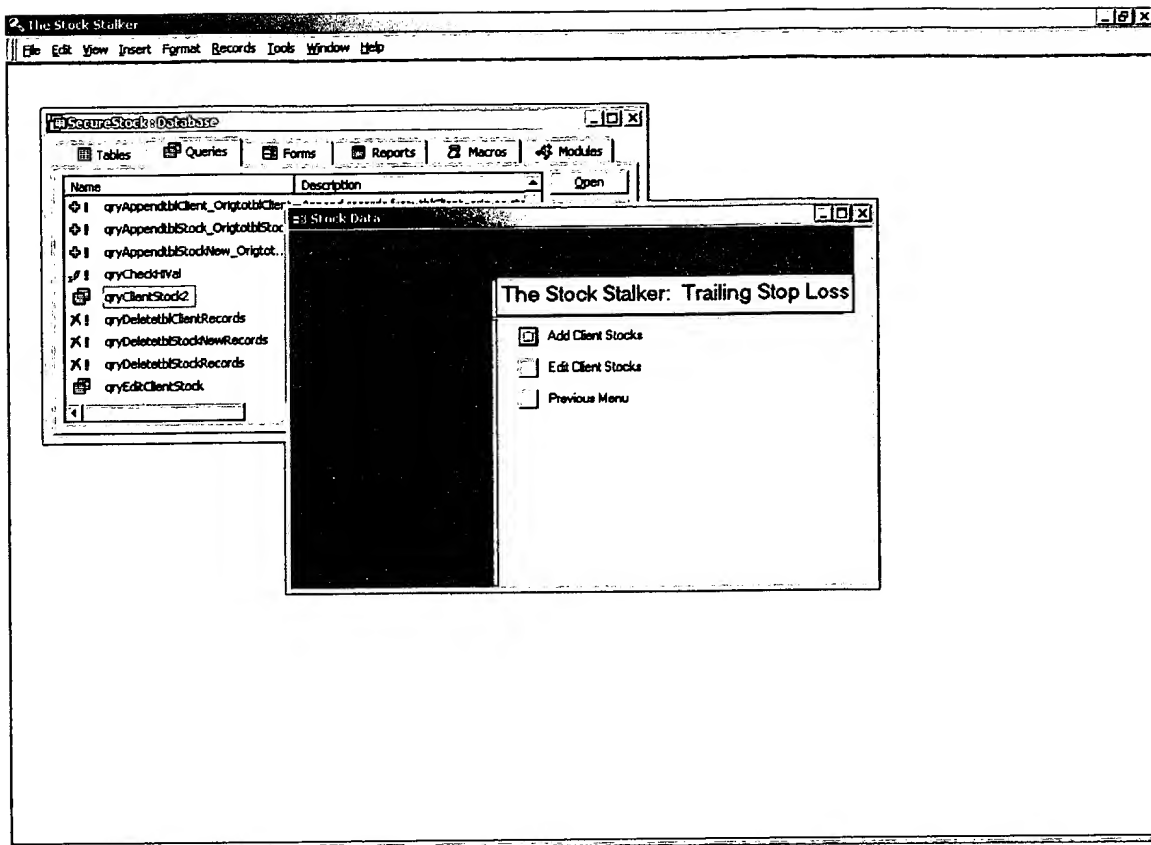 The Stock Stalker
File Edit View Insert Format Records Tools Window Help
SecureStock : Database
Tables Queries Forms Reports Macros Modules
Name Description Open
qryAppendtblClient_OrigtotblClient
qryAppendtblStock_OrigtotblStoc
qryAppendtblStockNew_Origtot...
qryCheckHiVal
qryClientStock2
qryDeletetblClientRecords
qryDeletetblStockNewRecords
qryDeletetblStockRecords
qryEditClientStock
Stock Data
The Stock Stalker: Trailing Stop Loss
Add Client Stocks
Edit Client Stocks
Previous Menu